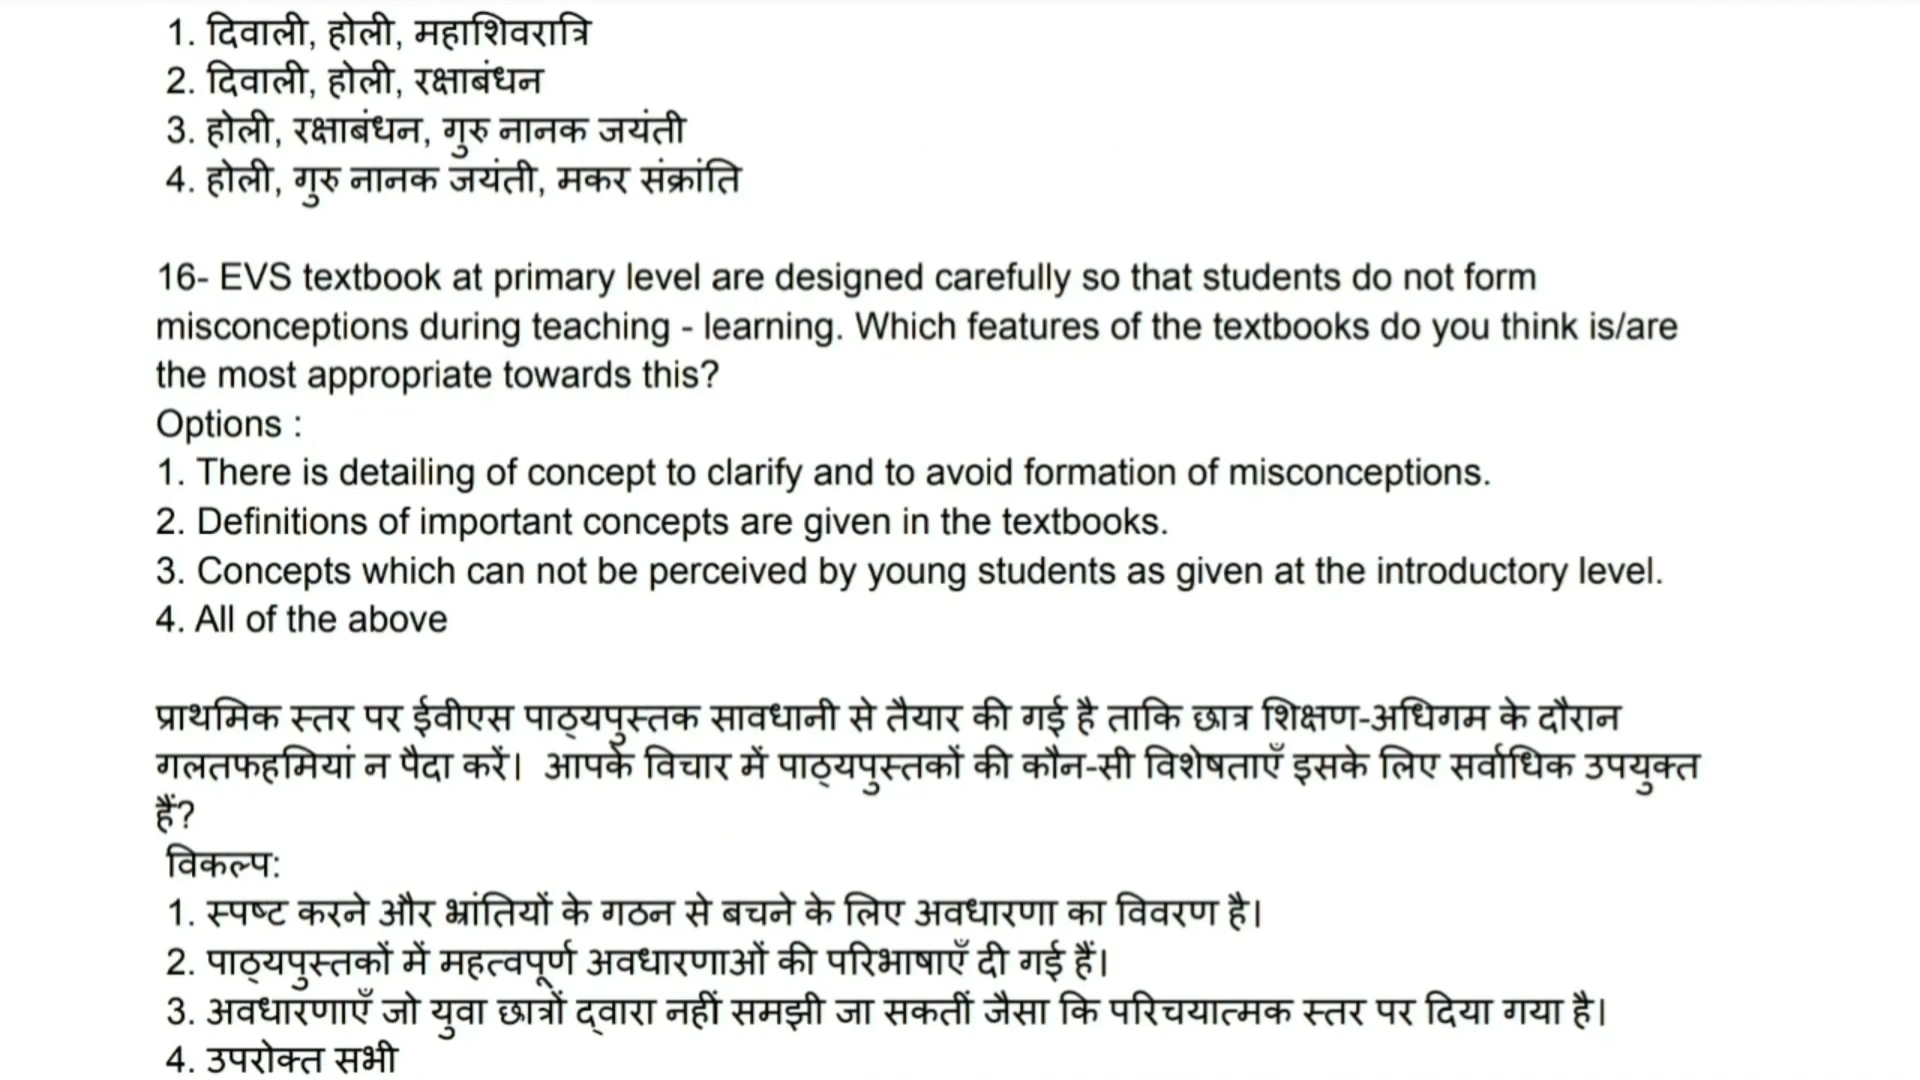 1. दिवाली, होली, महाशिवरात्रि
2. दिवाली, होली, रक्षाबंधन
3. होली, रक्षाबंधन, गुरु नानक जयंती
4. होली, गुरु नानक जयंती, मकर संक्रांति
16- EVS textbook at primary level are designed carefully so that students do not form
misconceptions during teaching - learning. Which features of the textbooks do you think is/are
the most appropriate towards this?
Options :
1. There is detailing of concept to clarify and to avoid formation of misconceptions.
2. Definitions of important concepts are given in the textbooks.
3. Concepts which can not be perceived by young students as given at the introductory level.
4. All of the above
प्राथमिक स्तर पर ईवीएस पाठ्यपुस्तक सावधानी से तैयार की गई है ताकि छात्र शिक्षण-अधिगम के दौरान
गलतफहमियां न पैदा करें। आपके विचार में पाठ्यपुस्तकों की कौन-सी विशेषताएँ इसके लिए सर्वाधिक उपयुक्त
हैं?
विकल्प:
1. स्पष्ट करने और भ्रांतियों के गठन से बचने के लिए अवधारणा का विवरण है।
2. पाठ्यपुस्तकों में महत्वपूर्ण अवधारणाओं की परिभाषाएँ दी गई हैं।
3. अवधारणाएँ जो युवा छात्रों द्वारा नहीं समझी जा सकतीं जैसा कि परिचयात्मक स्तर पर दिया गया है।
4. उपरोक्त सभी